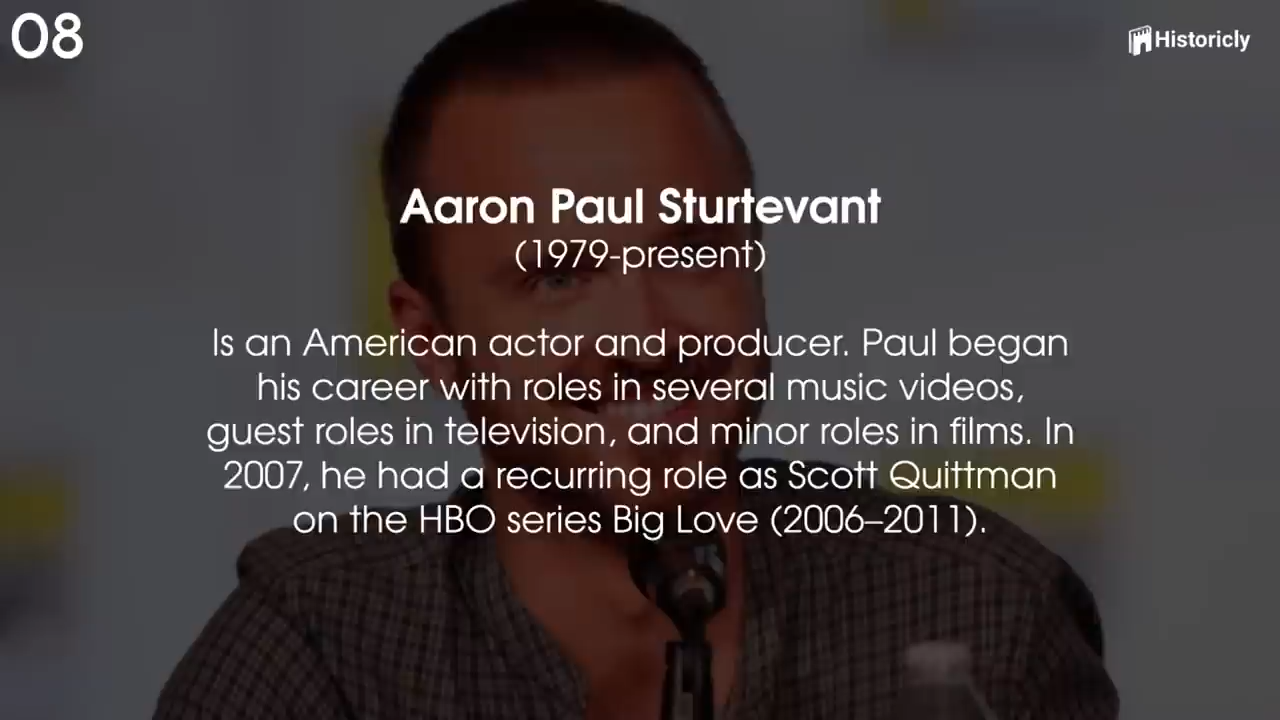 08
Historicly
Aaron Paul Sturtevant
(1979-present)
Is an American actor and producer. Paul began
his career with roles in several music videos,
guest roles in television, and minor roles in films. In
2007, he had a recurring role as Scott Quittman
on the HBO series Big Love (2006–2011).